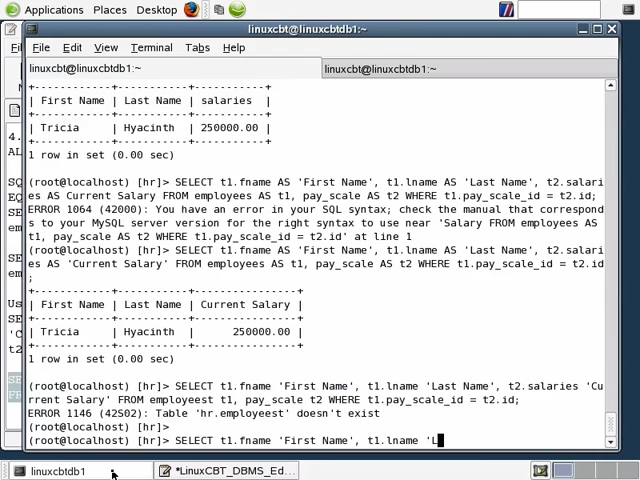 Applications Places Desktop
linuxcbt@linuxcbtdb1:~
File Edit View Terminal Tabs Help
linuxcbt@linuxcbtdb1:~ linuxcbt@linuxcbtdb1:~
+-----------+-----------+-----------+
| First Name | Last Name | salaries |
+-----------+-----------+-----------+
| Tricia | Hyacinth | 250000.00 |
+-----------+-----------+-----------+
1 row in set (0.00 sec)
(root@localhost) [hr]> SELECT t1.fname AS 'First Name', t1.lname AS 'Last Name', t2.salari
es AS Current Salary FROM employees AS t1, pay_scale AS t2 WHERE t1.pay_scale_id = t2.id;
ERROR 1064 (42000): You have an error in your SQL syntax; check the manual that correspond
s to your MySQL server version for the right syntax to use near 'Salary FROM employees AS
t1, pay_scale AS t2 WHERE t1.pay_scale_id = t2.id' at line 1
(root@localhost) [hr]> SELECT t1.fname AS 'First Name', t1.lname AS 'Last Name', t2.salari
es AS 'Current Salary' FROM employees AS t1, pay_scale AS t2 WHERE t1.pay_scale_id = t2.id
;
+-----------+-----------+----------------+
| First Name | Last Name | Current Salary |
+-----------+-----------+----------------+
| Tricia | Hyacinth | 250000.00 |
+-----------+-----------+----------------+
1 row in set (0.00 sec)
(root@localhost) [hr]> SELECT t1.fname 'First Name', t1.lname 'Last Name', t2.salaries 'Cu
rrent Salary' FROM employeest t1, pay_scale t2 WHERE t1.pay_scale_id = t2.id;
ERROR 1146 (42S02): Table 'hr.employeest' doesn't exist
(root@localhost) [hr]>
(root@localhost) [hr]> SELECT t1.fname 'First Name', t1.lname 'L
linuxcbtdb1 *LinuxCBT_DBMS_Ed...